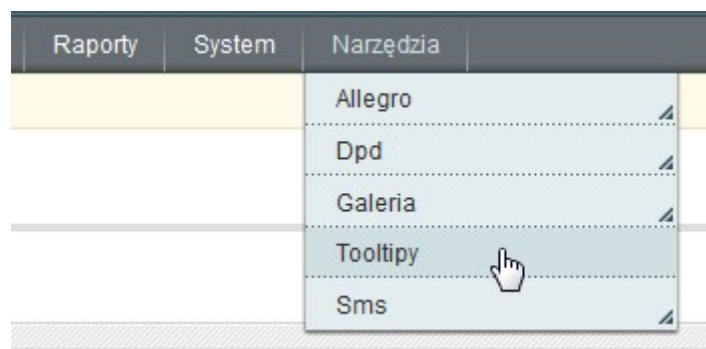 Raporty System Narzędzia
Allegro
Dpd
Galeria
Tooltipy
Sms